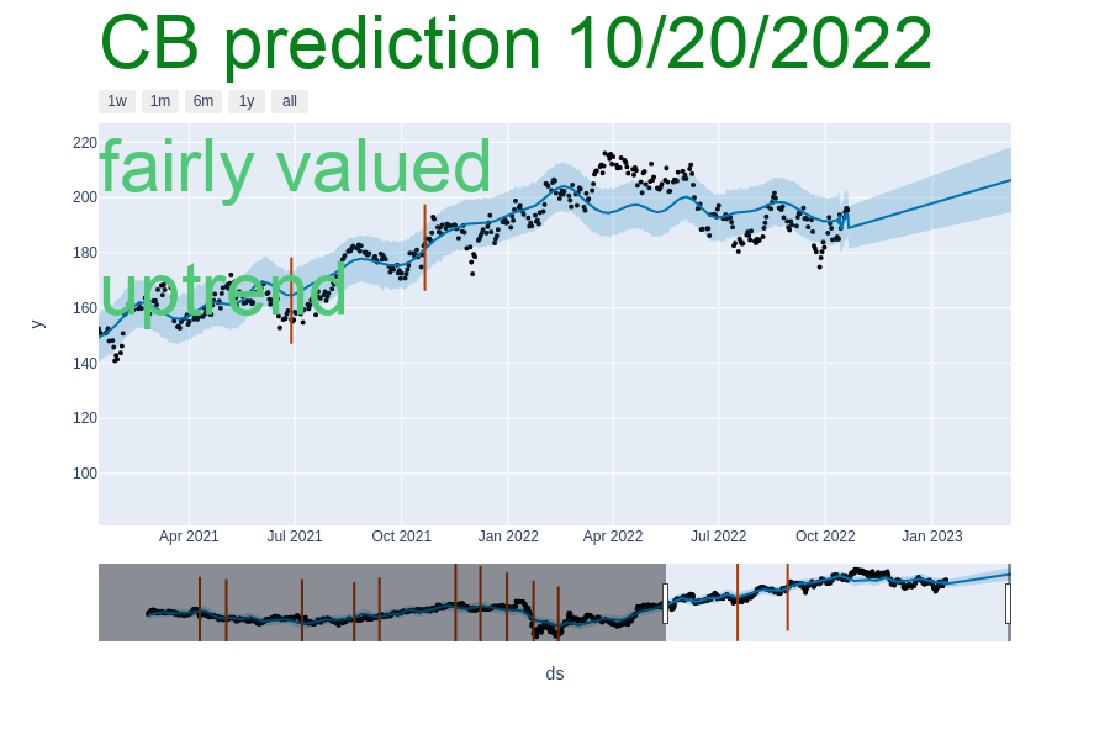 CB prediction 10/20/2022
1w 1m 6m 1y all
fairly valued
uptrend
220
200
180
160
140
120
100
y
Apr 2021 Jul 2021 Oct 2021 Jan 2022 Apr 2022 Jul 2022 Oct 2022 Jan 2023
ds